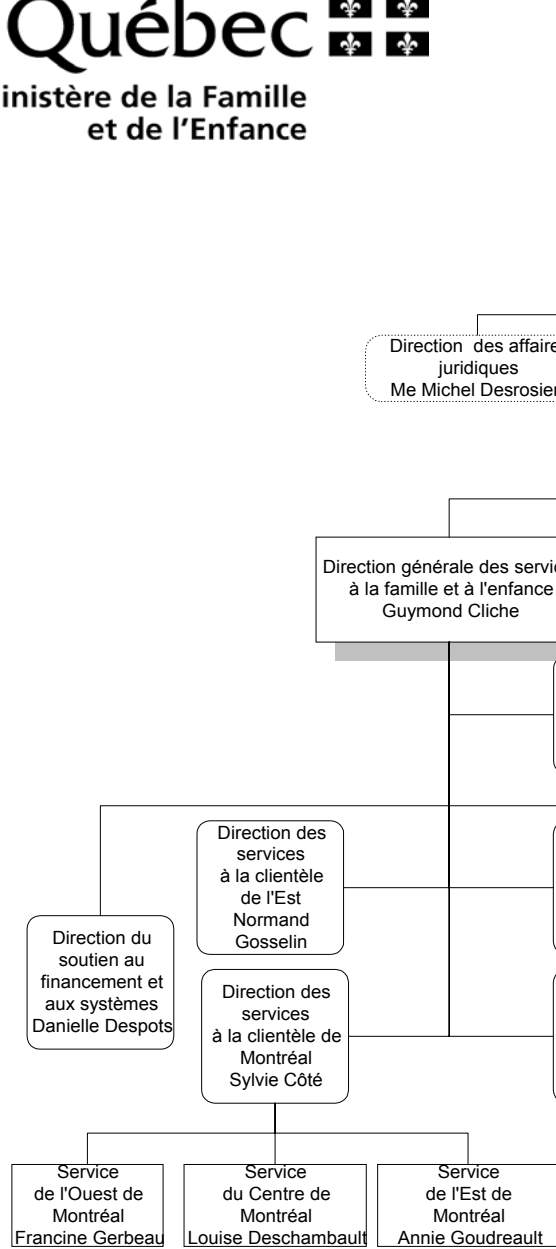 Québec
inistère de la Famille
et de l'Enfance
Direction des affaire
juridiques
Me Michel Desrosier
Direction générale des servic
à la famille et à l'enfance
Guymond Cliche
Direction des
services
à la clientèle
de l'Est
Normand
Gosselin
Direction du
soutien au
financement et
aux systèmes
Danielle Despots
Direction des
services
à la clientèle de
Montréal
Sylvie Côté
Service
de l'Ouest de
Montréal
Francine Gerbeau
Service
du Centre de
Montréal
Louise Deschambault
Service
de l'Est de
Montréal
Annie Goudreault